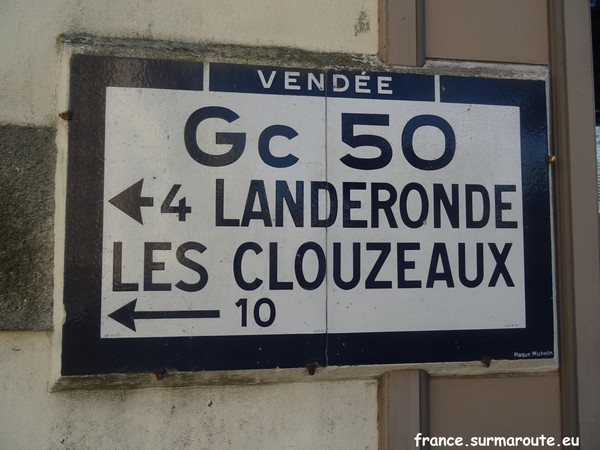 VENDÉE
Gc 50
4 LANDERONDE
LES CLOUZEAUX
10
Plaque Michelin
france.surmaroute.eu